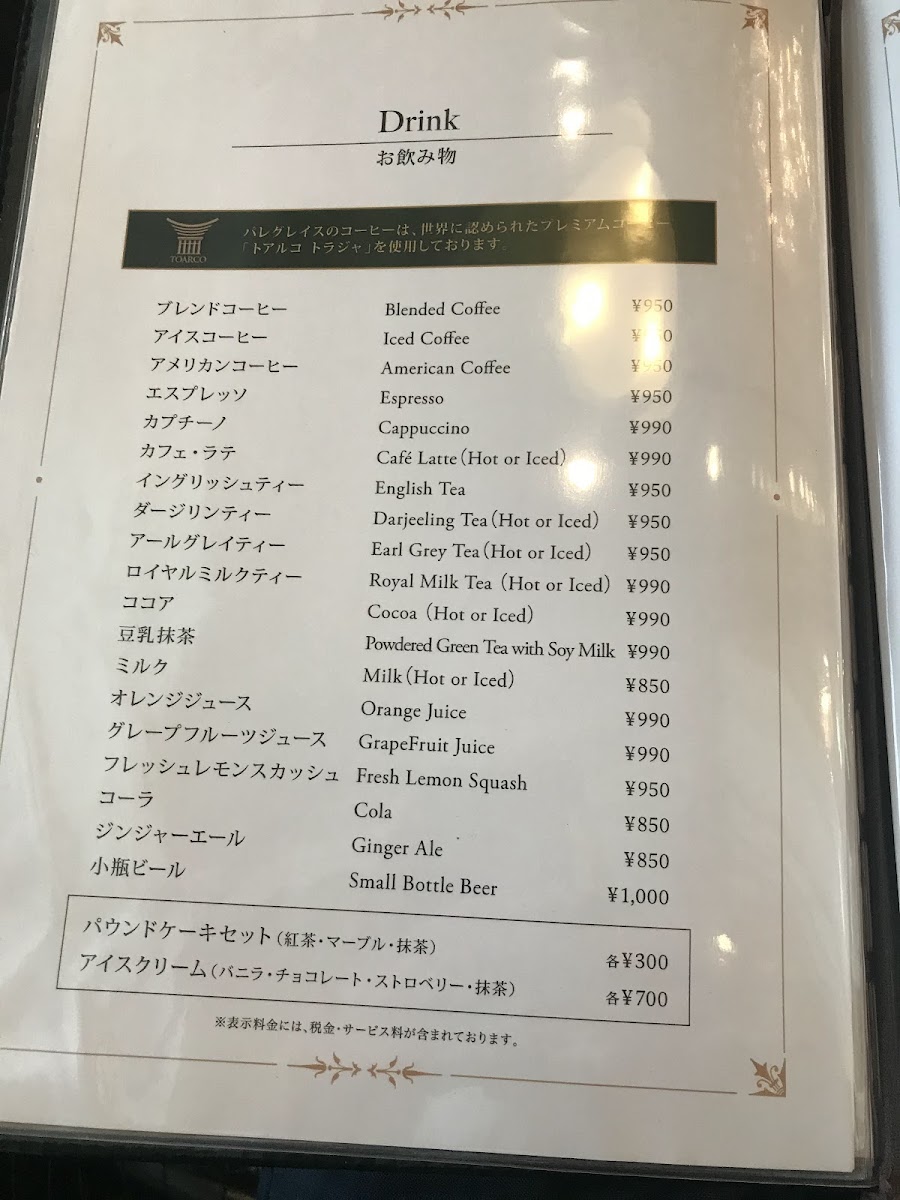 Drink
お飲み物
TOARCO
パレグレイスのコーヒーは、世界に認められたプレミアムコーヒー
「トアルコ トラジャ」を使用しております。
ブレンドコーヒー Blended Coffee ¥950
アイスコーヒー Iced Coffee
アメリカンコーヒー American Coffee ¥950
エスプレッソ Espresso ¥950
カプチーノ Cappuccino ¥990
カフェ・ラテ Café Latte (Hot or Iced) ¥990
イングリッシュティー English Tea ¥950
ダージリンティー Darjeeling Tea (Hot or Iced) ¥950
アールグレイティー Earl Grey Tea (Hot or Iced) ¥950
ロイヤルミルクティー Royal Milk Tea (Hot or Iced) ¥990
ココア Cocoa (Hot or Iced) ¥990
豆乳抹茶 Powdered Green Tea with Soy Milk ¥990
ミルク Milk (Hot or Iced) ¥850
オレンジジュース Orange Juice ¥990
グレープフルーツジュース GrapeFruit Juice ¥990
フレッシュレモンスカッシュ Fresh Lemon Squash ¥950
コーラ Cola ¥850
ジンジャーエール Ginger Ale ¥850
小瓶ビール Small Bottle Beer ¥1,000
パウンドケーキセット(紅茶・マーブル・抹茶) 各¥300
アイスクリーム(バニラ・チョコレート・ストロベリー・抹茶) 各¥700
※表示料金には、税金・サービス料が含まれております。